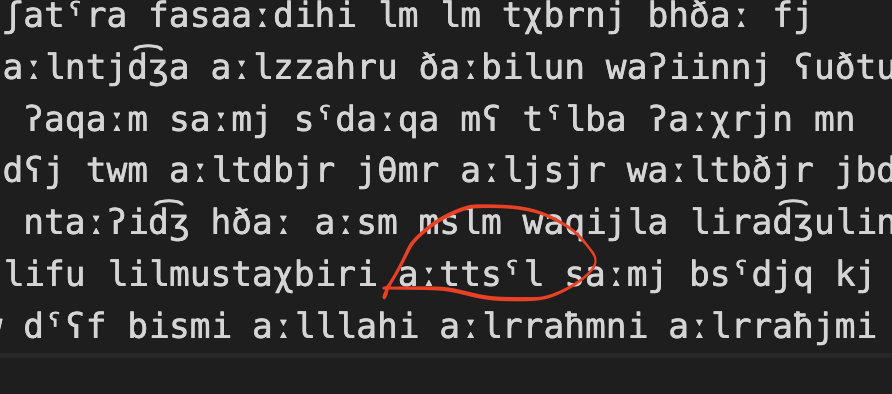 ʃatˤra fasaaːdihi lm lm tχbrnj bhðaː fj
aːlntjd͡ʒa aːlzzahru ðaːbilun waʔiinnj ʕuðtu
ʔaqaːm saːmj sˤdaːqa mʕ tˤlba ʔaːχrjn mn
dʕj twm aːltdbjr jθmr aːljsjr waːltbðjr jbd
ntaːʔid͡ʒ hðaː aːsm mslm waqijla lirad͡ʒulin
lifu lilmustaχbiri aːttsˤl saːmj bsˤdjq kj
dˤʕf bismi aːlllahi aːlrraħmni aːlrraħjmi